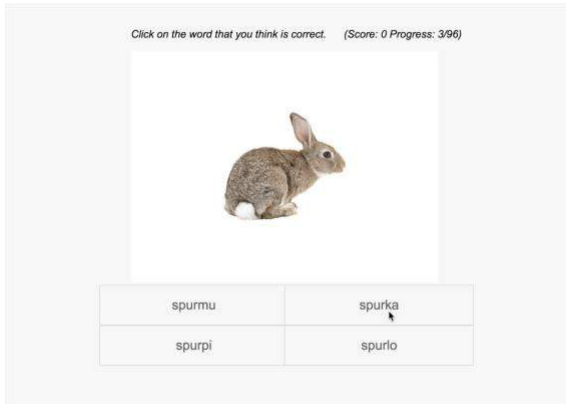 Click on the word that you think is correct. (Score: 0 Progress: 3/96)
spurmu spurka
spurpi spurlo